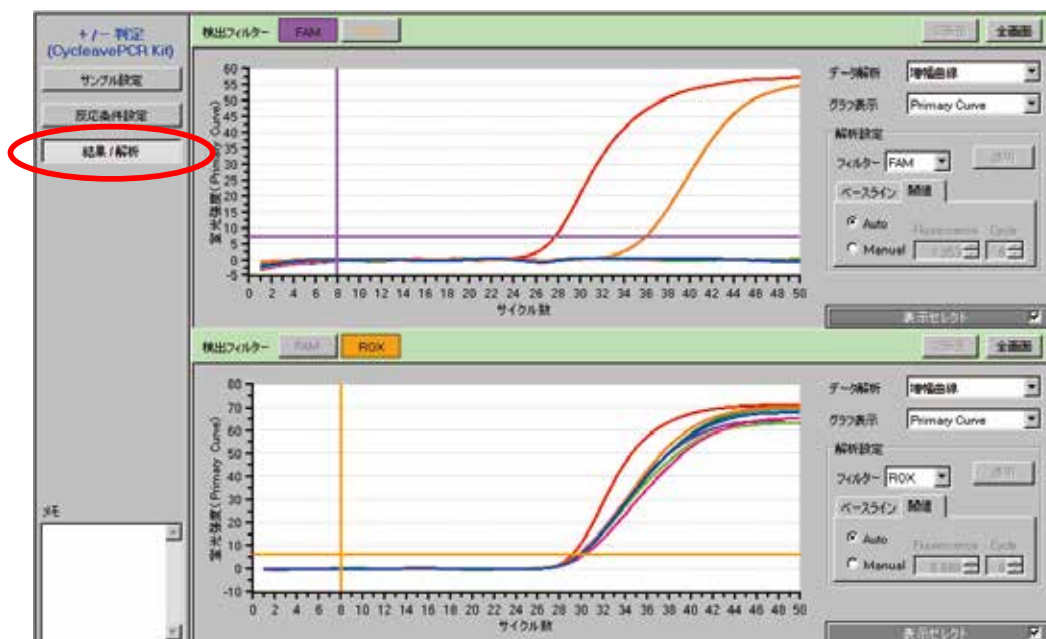 +/- 判定
(CycleavePCR Kit)
サンプル設定
反応条件設定
結果 / 解析
メモ
検出フィルター FAM
全画面
蛍光強度(Primary Curve)
60
55
50
45
40
35
30
25
20
15
10
5
0
-5
0 2 4 6 8 10 12 14 16 18 20 22 24 26 28 30 32 34 36 38 40 42 44 46 48 50
サイクル数
データ解析 増幅曲線
グラフ表示 Primary Curve
解析設定
フィルター FAM 適用
ベースライン 閾値
Auto
Fluorescence Cycle
Manual
表示セレクト
検出フィルター FAM ROX
全画面
蛍光強度(Primary Curve)
80
70
60
50
40
30
20
10
0
-10
0 2 4 6 8 10 12 14 16 18 20 22 24 26 28 30 32 34 36 38 40 42 44 46 48 50
サイクル数
データ解析 増幅曲線
グラフ表示 Primary Curve
解析設定
フィルター ROX 適用
ベースライン 閾値
Auto
Fluorescence Cycle
Manual
表示セレクト